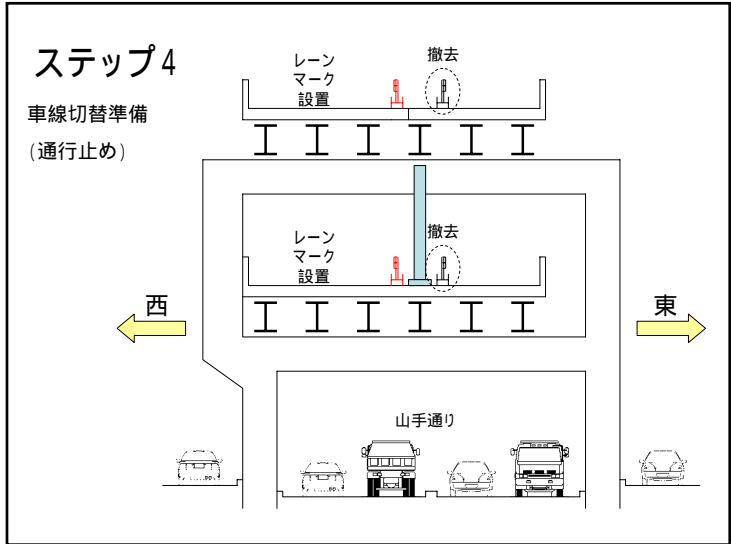 ステップ4
車線切替準備
(通行止め)
レーン
マーク
設置
撤去
レーン
マーク
設置
撤去
西
東
山手通り